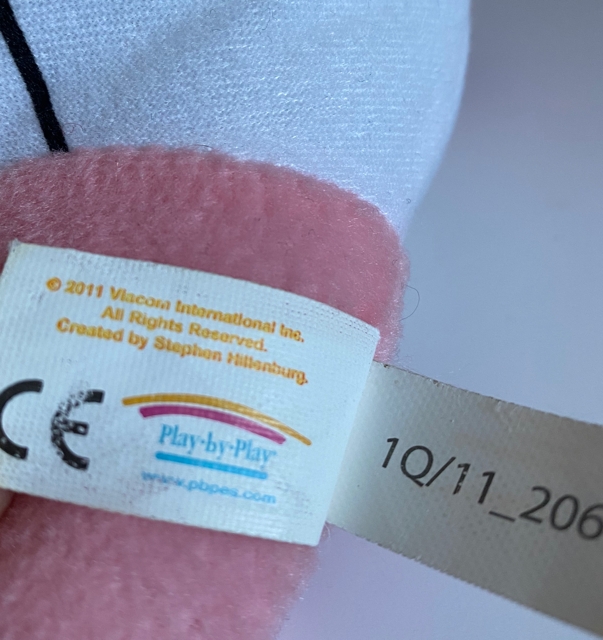 © 2011 Viacom International Inc.
All Rights Reserved.
Created by Stephen Hillenburg.
CE
Play-by-Play
www.pbpes.com
1Q/11_206